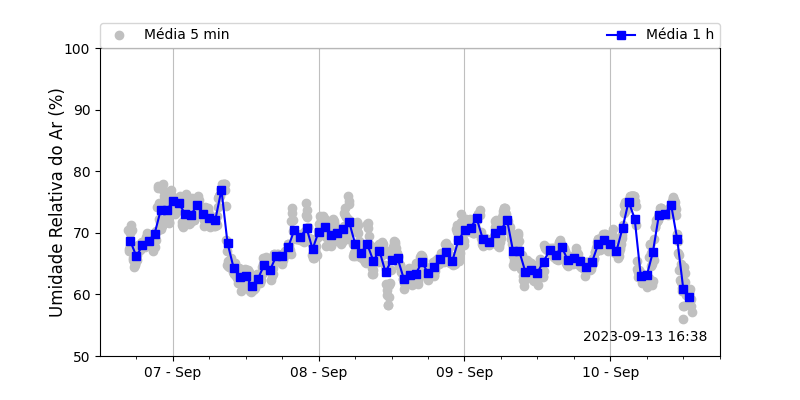 Média 5 min
Média 1 h
Umidade Relativa do Ar (%)
100
90
80
70
60
50
2023-09-13 16:38
07 - Sep
08 - Sep
09 - Sep
10 - Sep